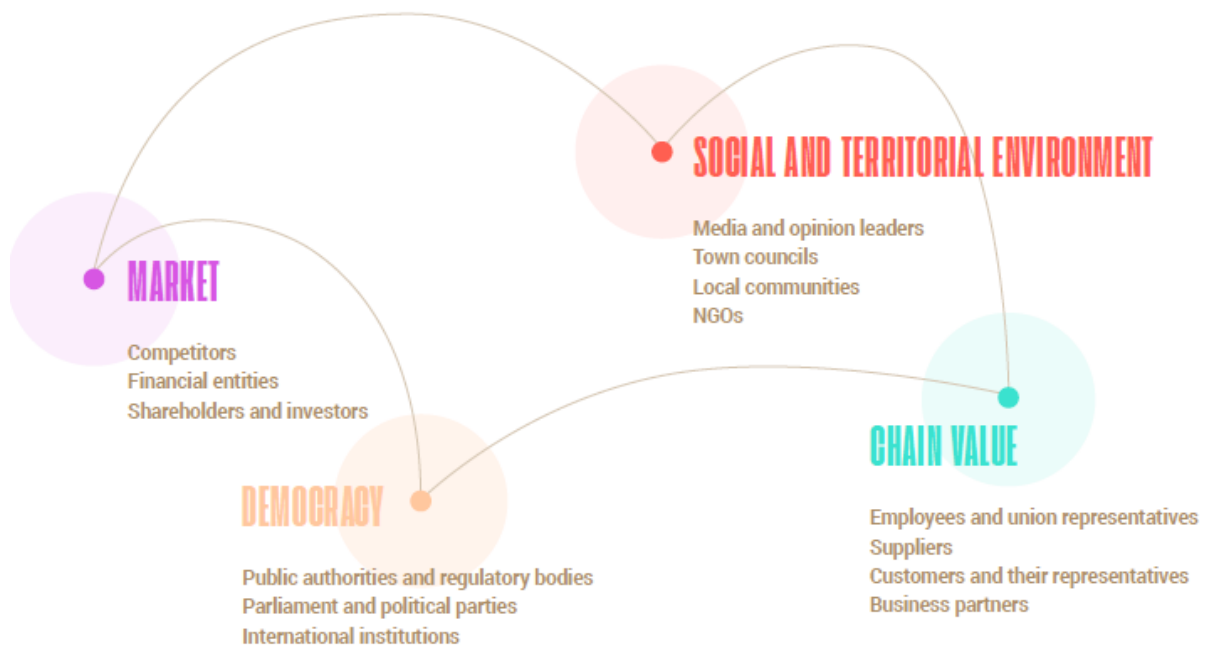 SOCIAL AND TERRITORIAL ENVIRONMENT
Media and opinion leaders
Town councils
Local communities
NGOs
MARKET
Competitors
Financial entities
Shareholders and investors
CHAIN VALUE
Employees and union representatives
Suppliers
Customers and their representatives
Business partners
DEMOCRACY
Public authorities and regulatory bodies
Parliament and political parties
International institutions